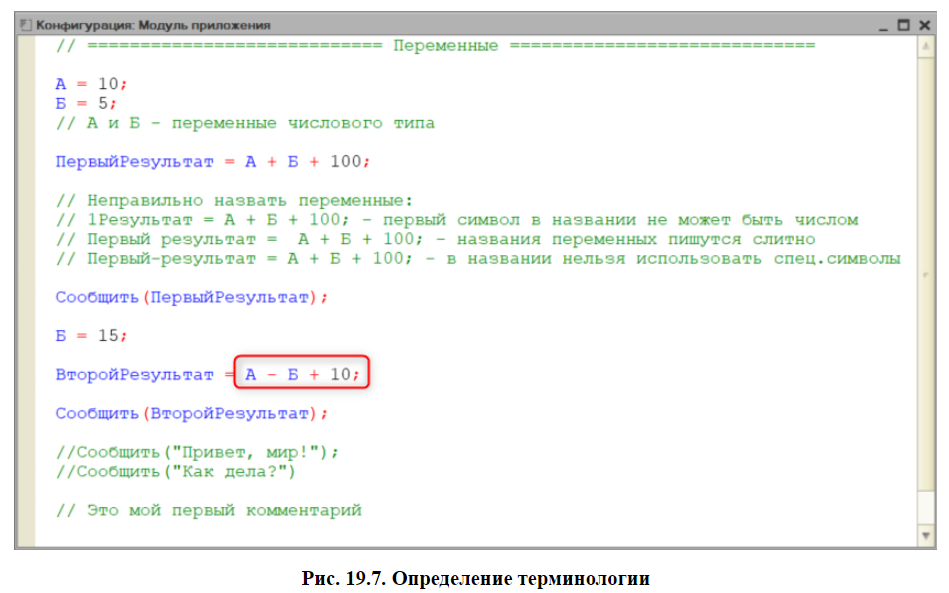 Конфигурация: Модуль приложения
// ============================ Переменные =============================
А = 10;
Б = 5;
// А и Б - переменные числового типа
ПервыйРезультат = А + Б + 100;
// Неправильно назвать переменные:
// 1Результат = А + Б + 100; - первый символ в названии не может быть числом
// Первый результат =  А + Б + 100; - названия переменных пишутся слитно
// Первый-результат = А + Б + 100; - в названии нельзя использовать спец.символы
Сообщить(ПервыйРезультат);
Б = 15;
ВторойРезультат = А - Б + 10;
Сообщить(ВторойРезультат);
//Сообщить("Привет, мир!");
//Сообщить("Как дела?")
// Это мой первый комментарий
Рис. 19.7. Определение терминологии